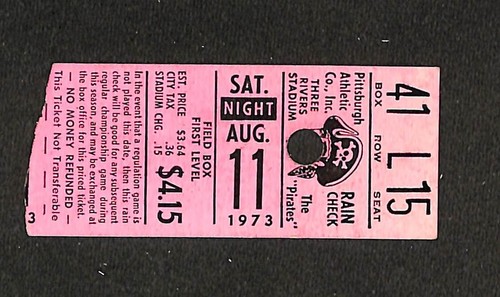 41 L 15
BOX ROW SEAT
Pittsburgh
Athletic
Co., Inc.
THREE
RIVERS
STADIUM
RAIN
CHECK
The
"Pirates"
SAT.
NIGHT
AUG.
11
1973
FIELD BOX
FIRST LEVEL
EST. PRICE $3.64
CITY TAX .36
STADIUM CHG. .15
$4.15
In the event that a regulation game is
not played this date, then this rain
check will be good for any subsequent
regular championship game during
this season, and may be exchanged at
the box office for this priced ticket.
— NO MONEY REFUNDED —
This Ticket Not Transferable
3